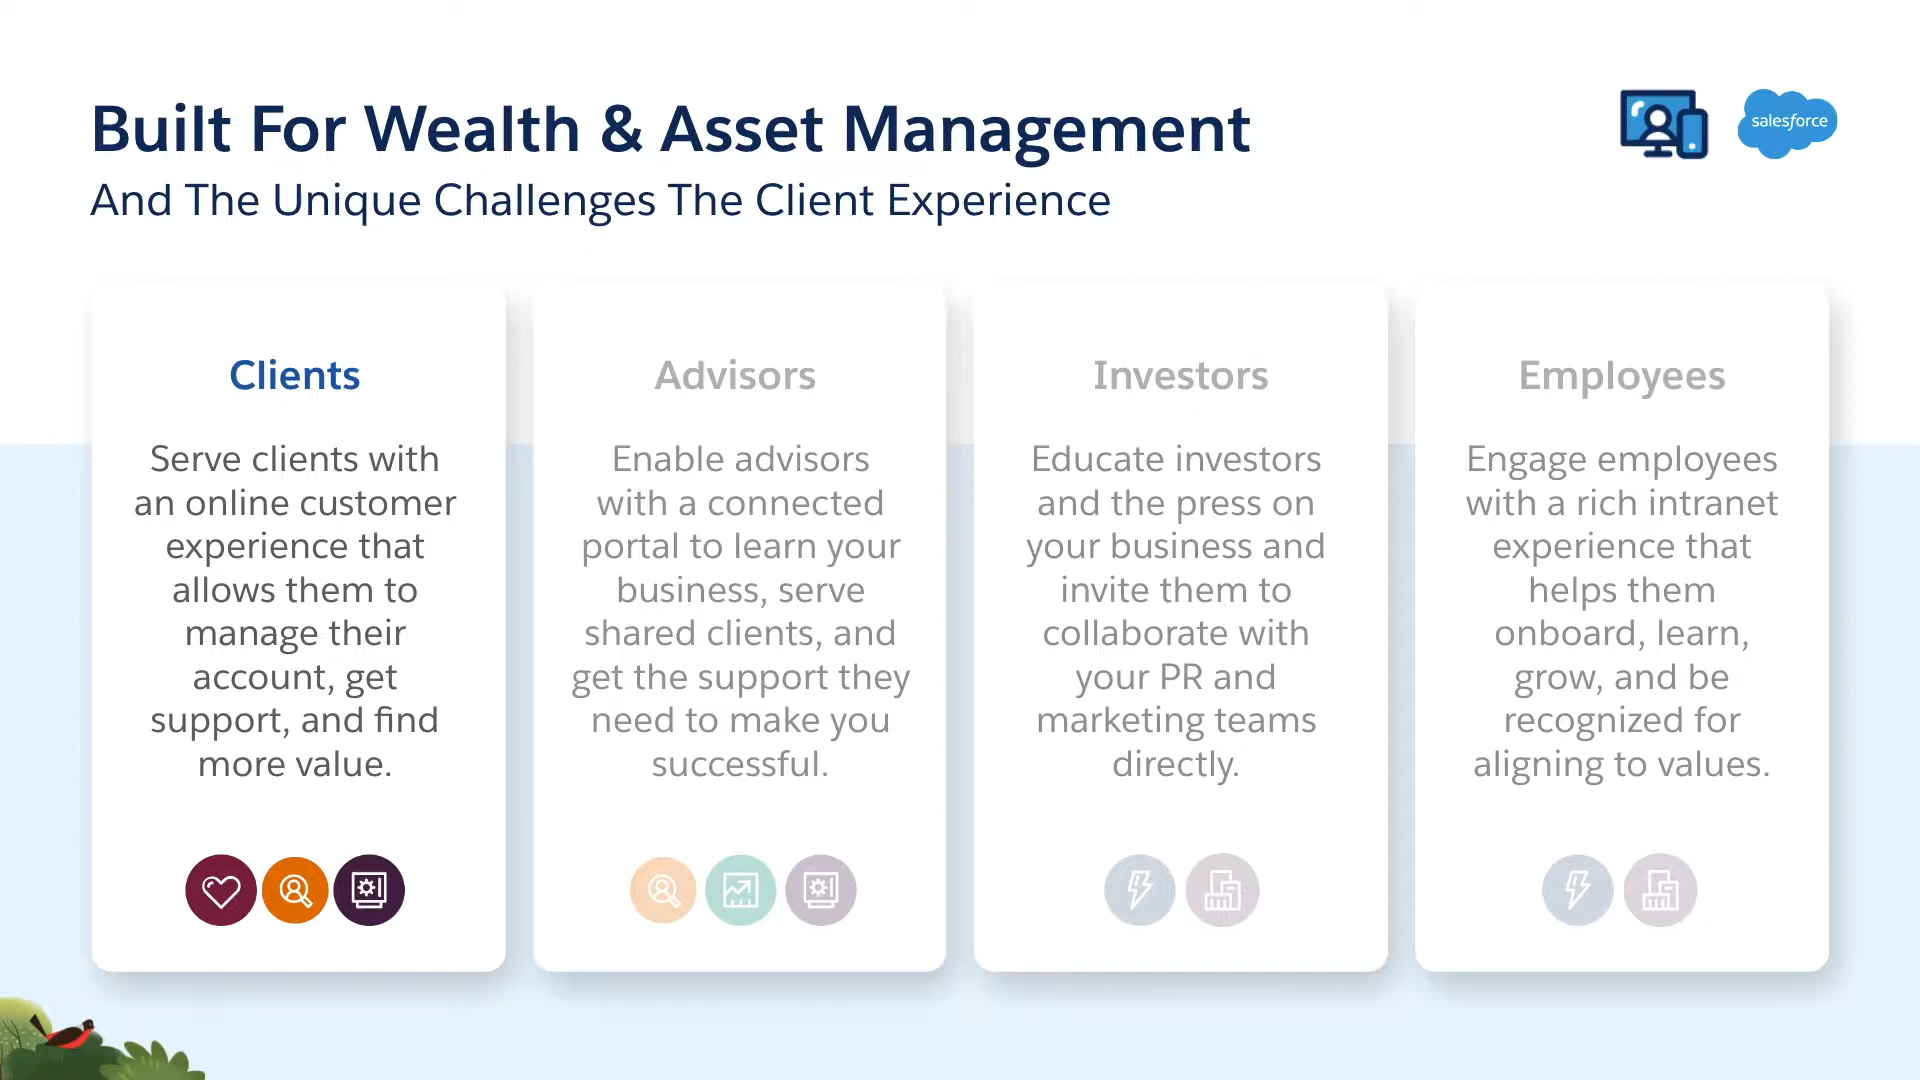 Built For Wealth & Asset Management
And The Unique Challenges The Client Experience
salesforce
Clients
Serve clients with
an online customer
experience that
allows them to
manage their
account, get
support, and find
more value.
Advisors
Enable advisors
with a connected
portal to learn your
business, serve
shared clients, and
get the support they
need to make you
successful.
Investors
Educate investors
and the press on
your business and
invite them to
collaborate with
your PR and
marketing teams
directly.
Employees
Engage employees
with a rich intranet
experience that
helps them
onboard, learn,
grow, and be
recognized for
aligning to values.